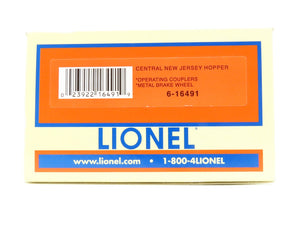 CENTRAL NEW JERSEY HOPPER
*OPERATING COUPLERS
*METAL BRAKE WHEEL
6-16491
0 23922 16491 9
LIONEL
www.lionel.com • 1-800-4LIONEL